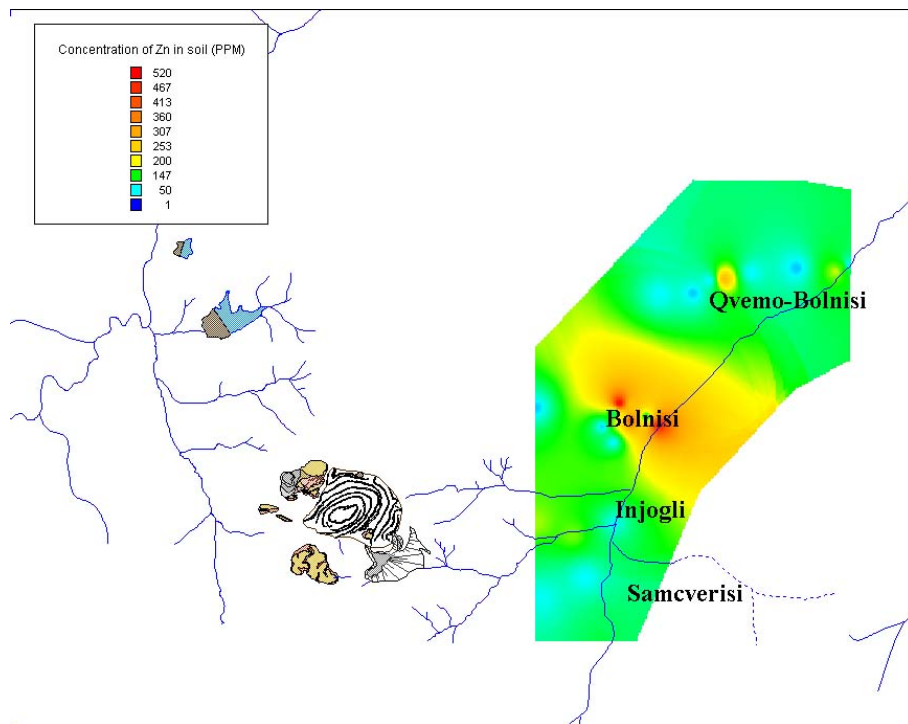 Concentration of Zn in soil (PPM)
520
467
413
360
307
253
200
147
50
1
Qvemo-Bolnisi
Bolnisi
Injogli
Samcverisi